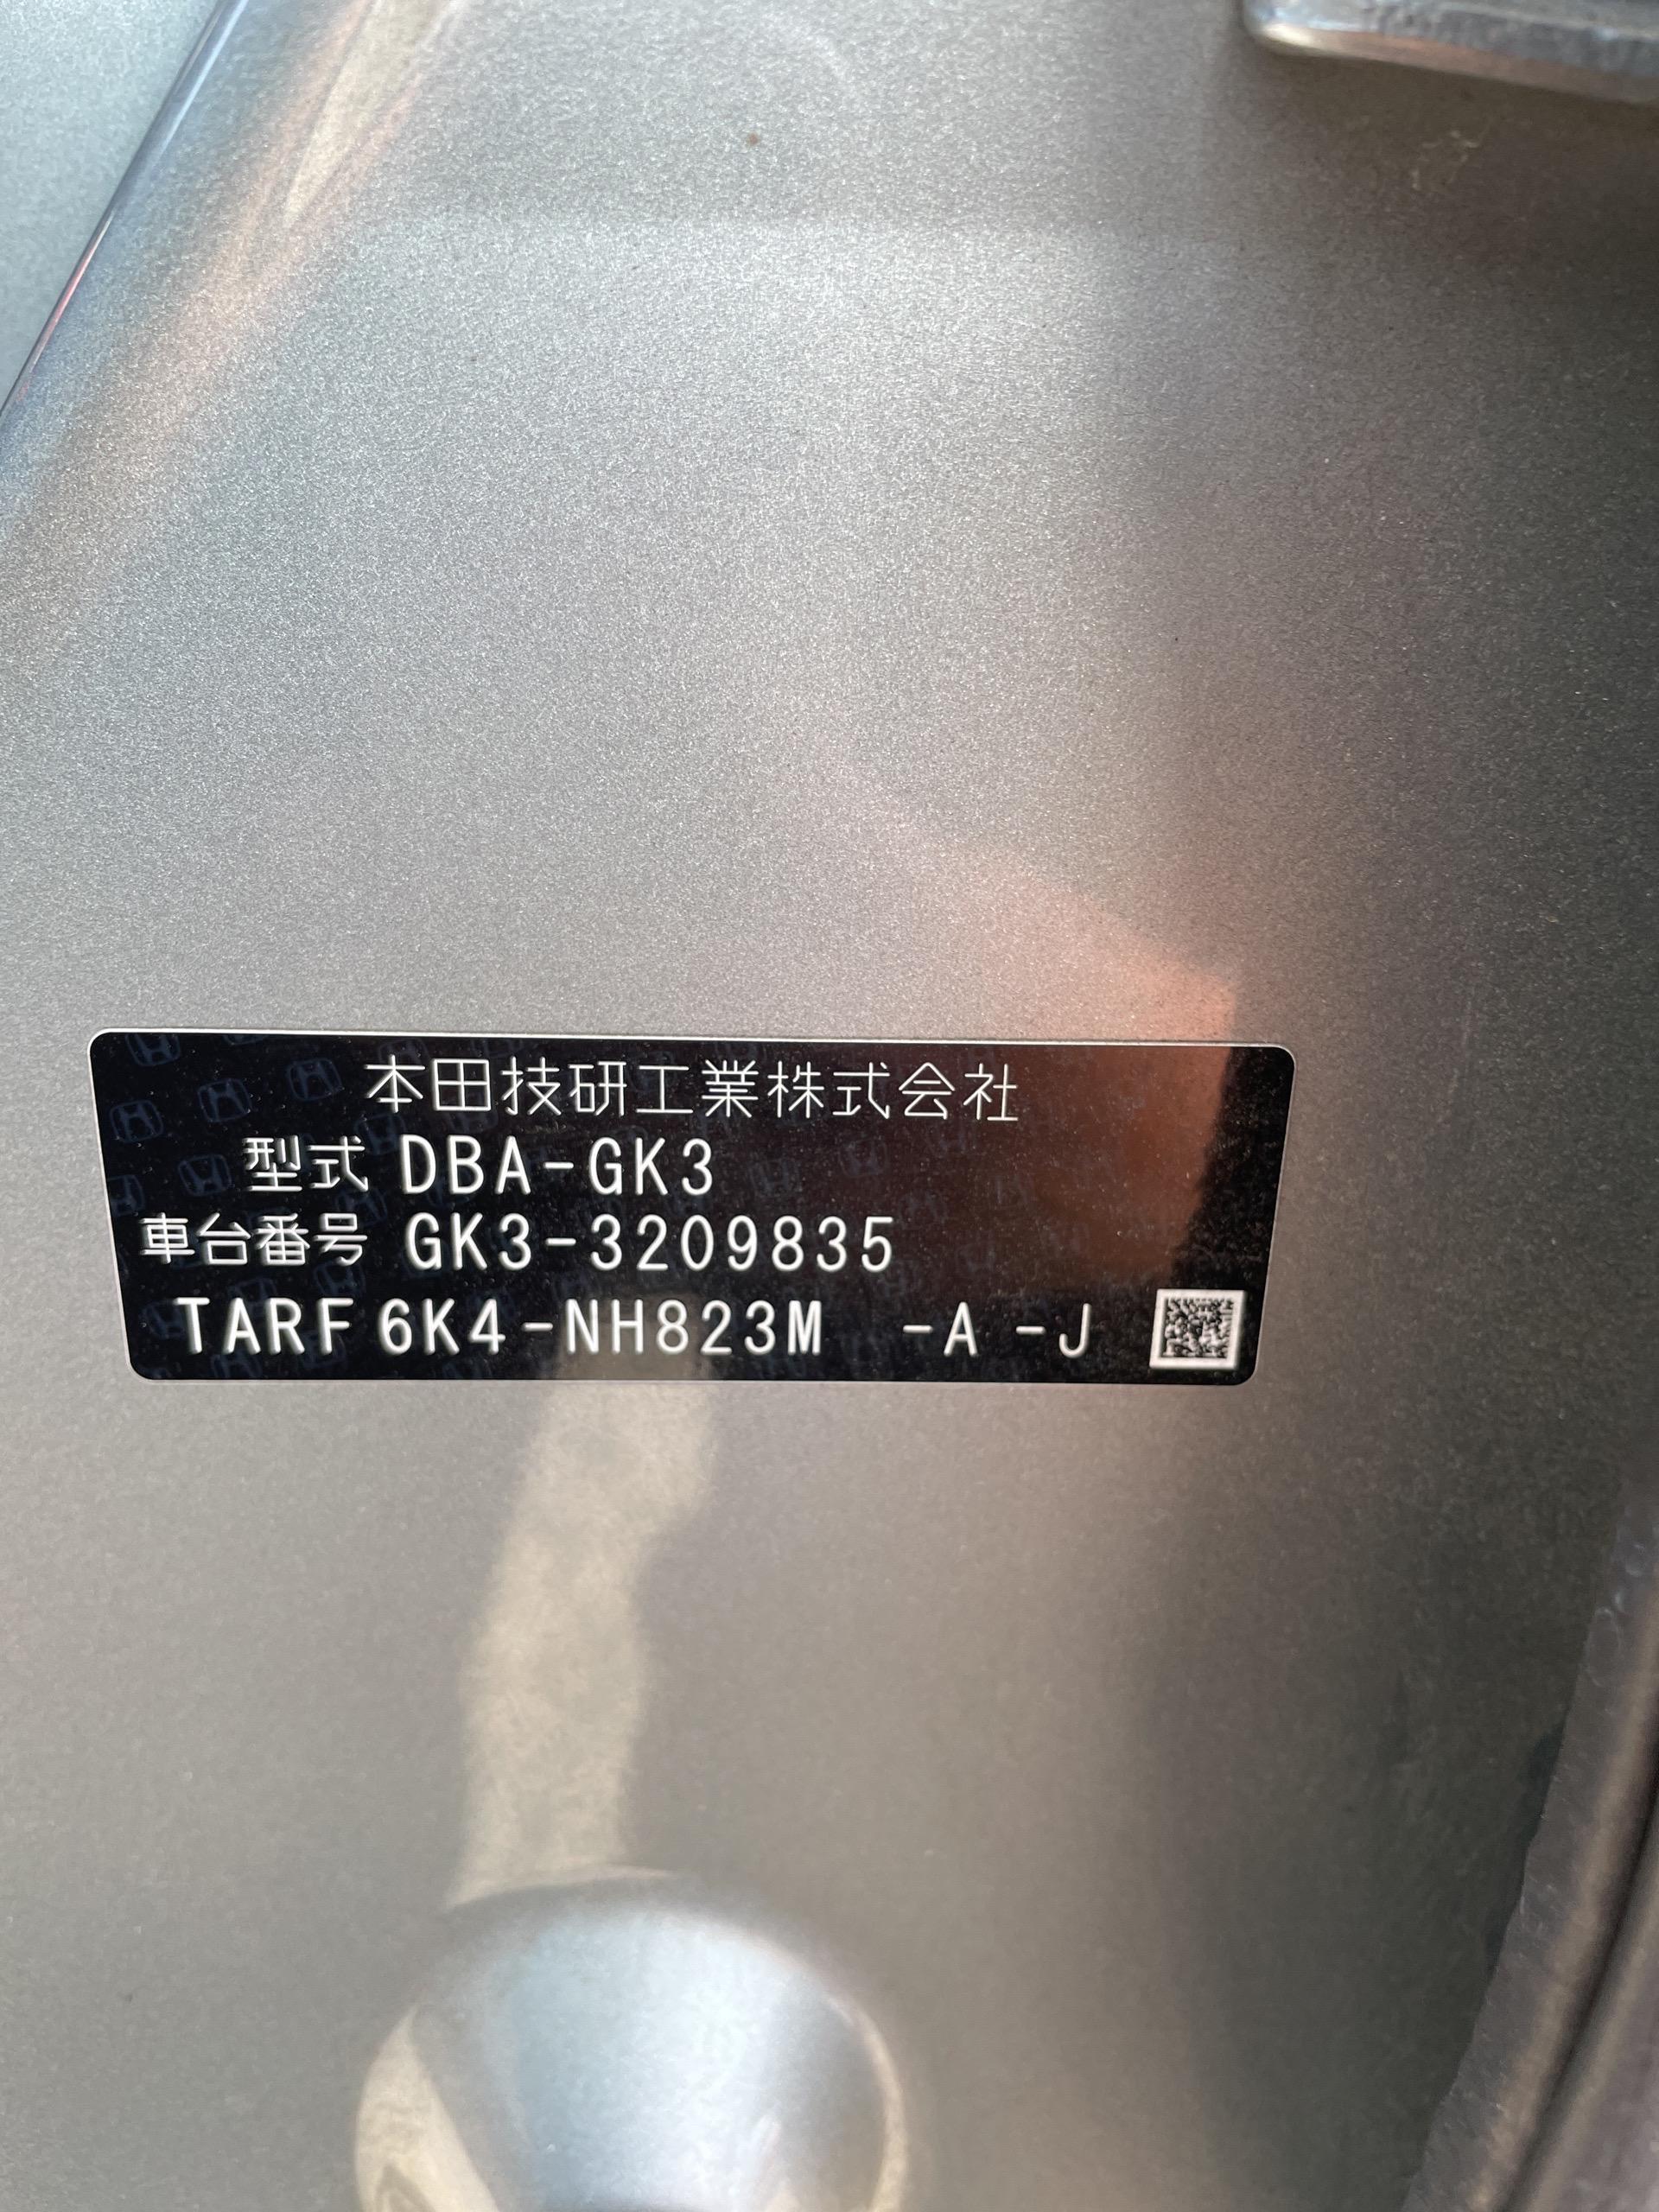 本田技研工業株式会社
型式 DBA-GK3
車台番号 GK3-3209835
TARF6K4-NH823M -A -J